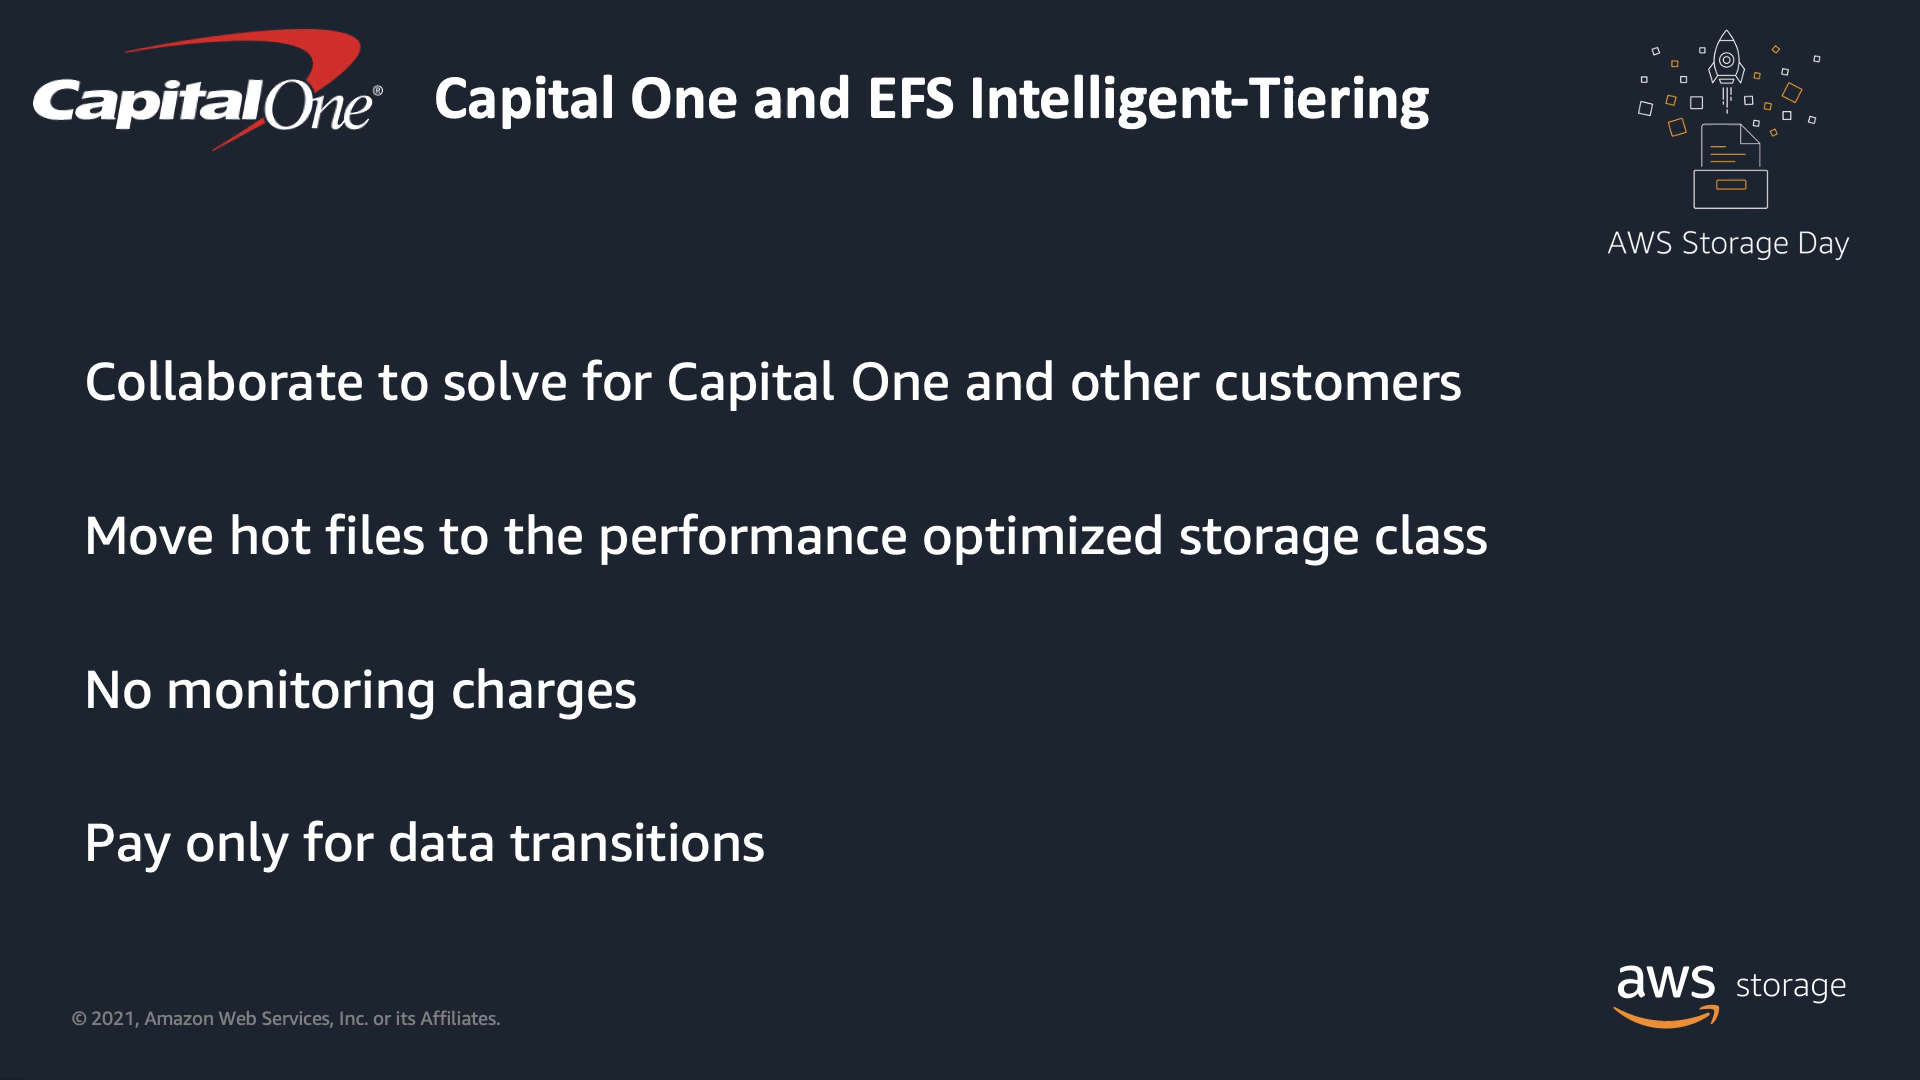 CapitalOne®
Capital One and EFS Intelligent-Tiering
AWS Storage Day
Collaborate to solve for Capital One and other customers
Move hot files to the performance optimized storage class
No monitoring charges
Pay only for data transitions
© 2021, Amazon Web Services, Inc. or its Affiliates.
aws storage